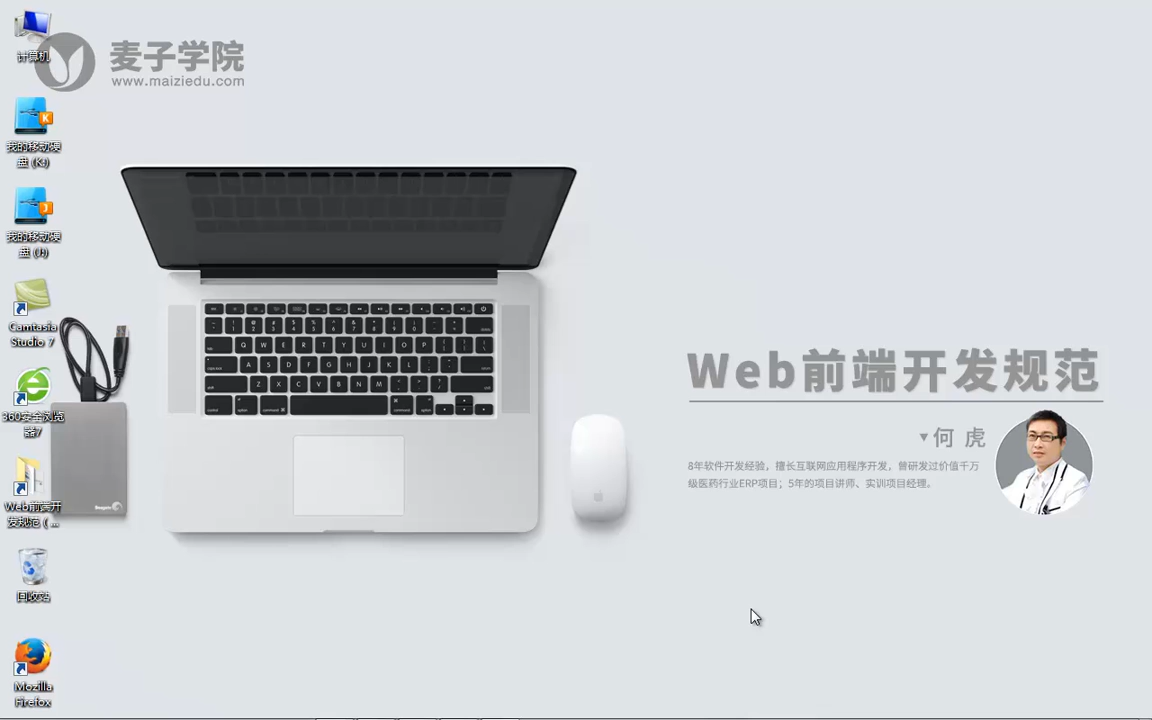 计算机
麦子学院
www.maiziedu.com
我的移动硬
盘 (K:)
我的移动硬
盘 (J:)
Camtasia
Studio 7
360安全浏览
器7
Web前端开
发规范 ( ...
回收站
Mozilla
Firefox
Web前端开发规范
何 虎
8年软件开发经验，擅长互联网应用程序开发，曾研发过价值千万
级医药行业ERP项目；5年的项目讲师、实训项目经理。
Seagate